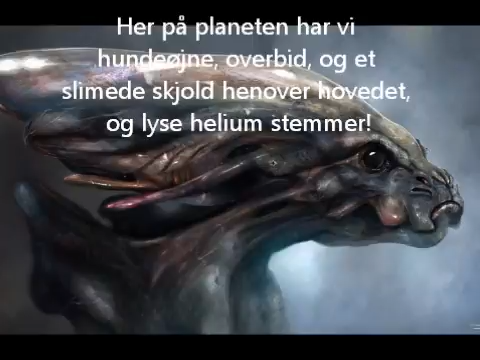 Her på planeten har vi
hundeøjne, overbid, og et
slimede skjold henover hovedet,
og lyse helium stemmer!